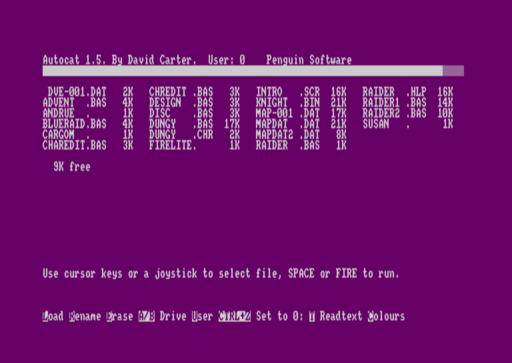 Autocat 1.5. By David Carter. User: 0 Penguin Software
DVE-001.DAT 2K CHREDIT .BAS 3K INTRO .SCR 16K RAIDER .HLP 16K
ADVENT .BAS 4K DESIGN .BAS 3K KNIGHT .BIN 21K RAIDER1 .BAS 14K
ANDRUE . 1K DISC .BAS 3K MAP-001 .DAT 17K RAIDER2 .BAS 10K
BLUERAID.BAS 4K DUNGY .BAS 17K MAPDAT .DAT 21K SUSAN . 1K
CARGOM . 1K DUNGY .CHR 2K MAPDAT2 .DAT 8K
CHAREDIT.BAS 3K FIRELITE. 1K RAIDER .BAS 1K
9K free
Use cursor keys or a joystick to select file, SPACE or FIRE to run.
Load Rename Erase A/B Drive User CTRL+Z Set to 0: T Readtext Colours